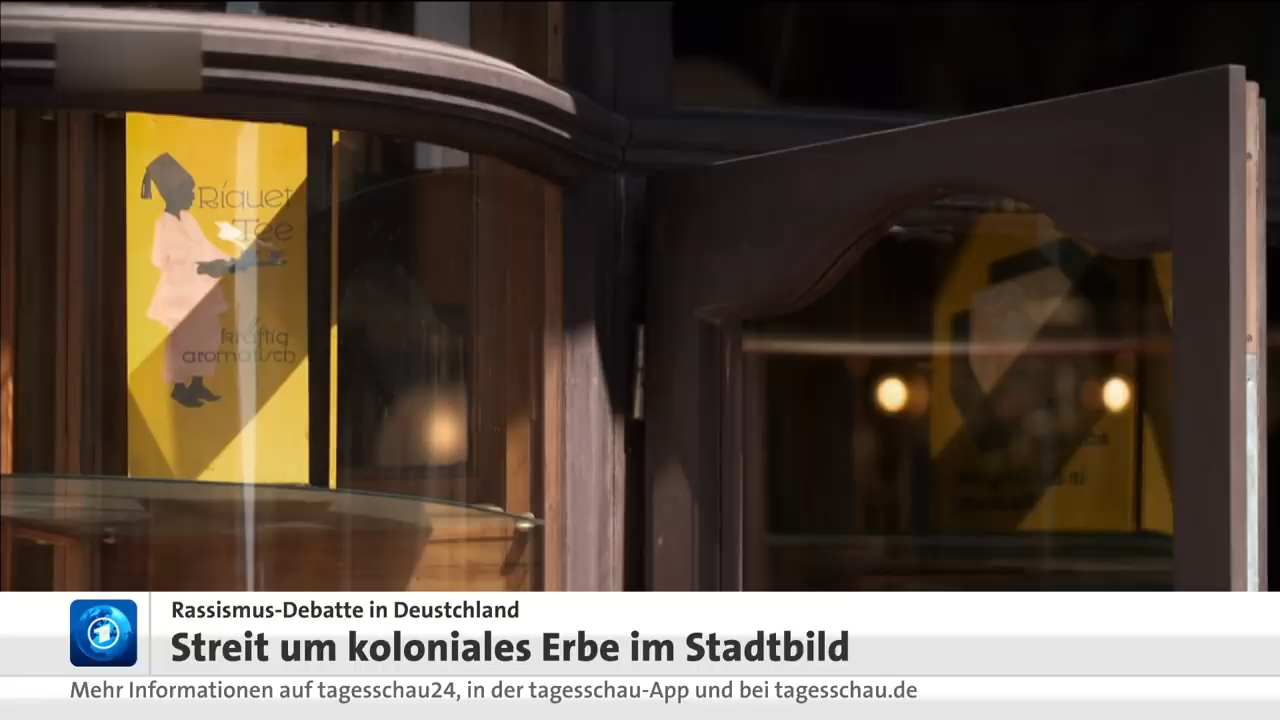 Riquet
Tee
kräftig
aromatisch
Rassismus-Debatte in Deustchland
Streit um koloniales Erbe im Stadtbild
Mehr Informationen auf tagesschau24, in der tagesschau-App und bei tagesschau.de